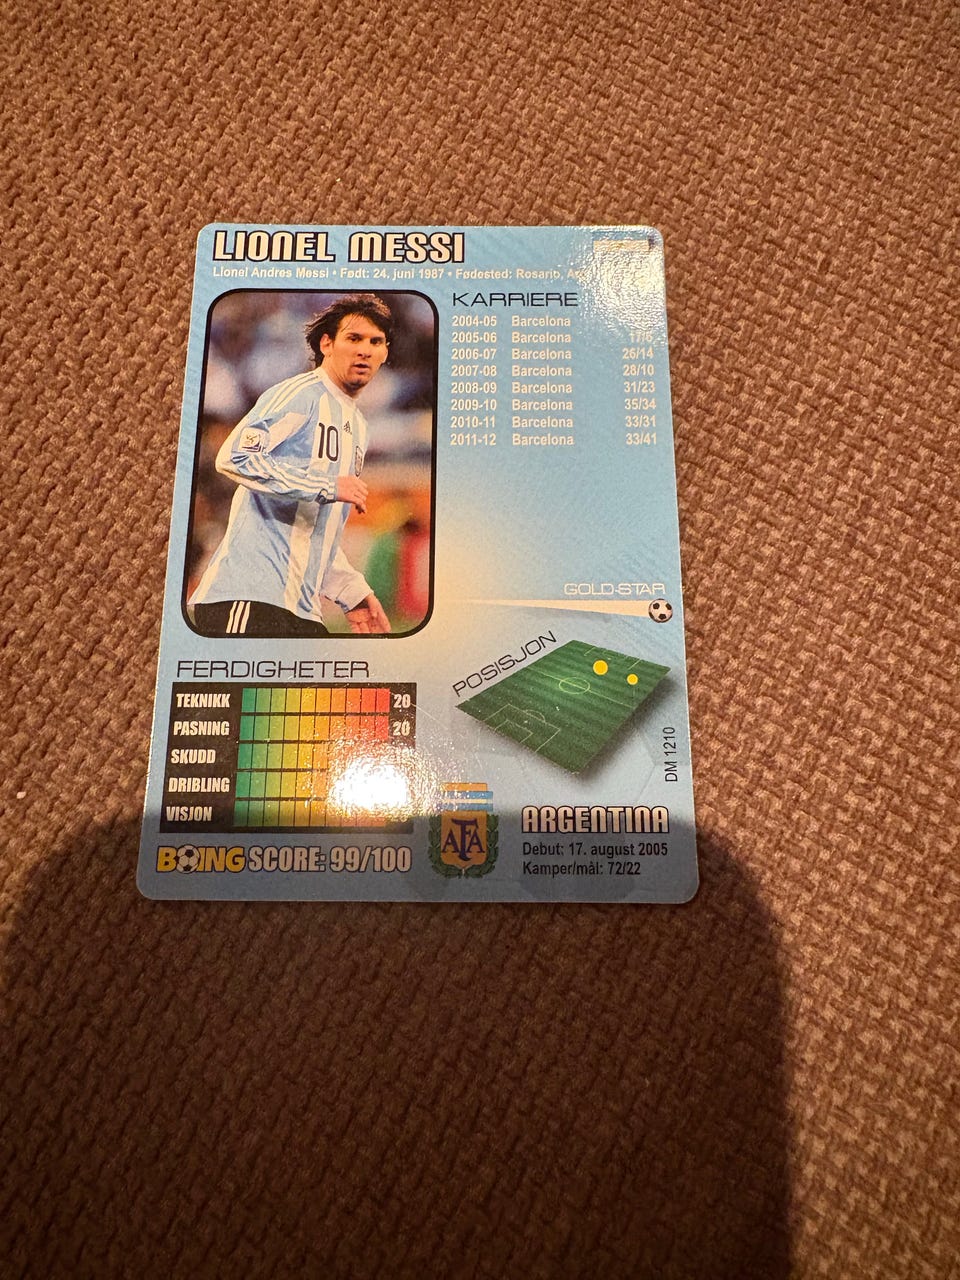 LIONEL MESSI
Lionel Andres Messi • Født: 24. juni 1987 • Fødested: Rosario,
KARRIERE
2004-05 Barcelona
2005-06 Barcelona 17/6
2006-07 Barcelona 26/14
2007-08 Barcelona 28/10
2008-09 Barcelona 31/23
2009-10 Barcelona 35/34
2010-11 Barcelona 33/31
2011-12 Barcelona 33/41
10
GOLD-STAR
POSISJON
FERDIGHETER
TEKNIKK 20
PASNING 20
SKUDD
DRIBLING
VISJON
BOING SCORE: 99/100
AFA
DM 1210
ARGENTINA
Debut: 17. august 2005
Kamper/mål: 72/22